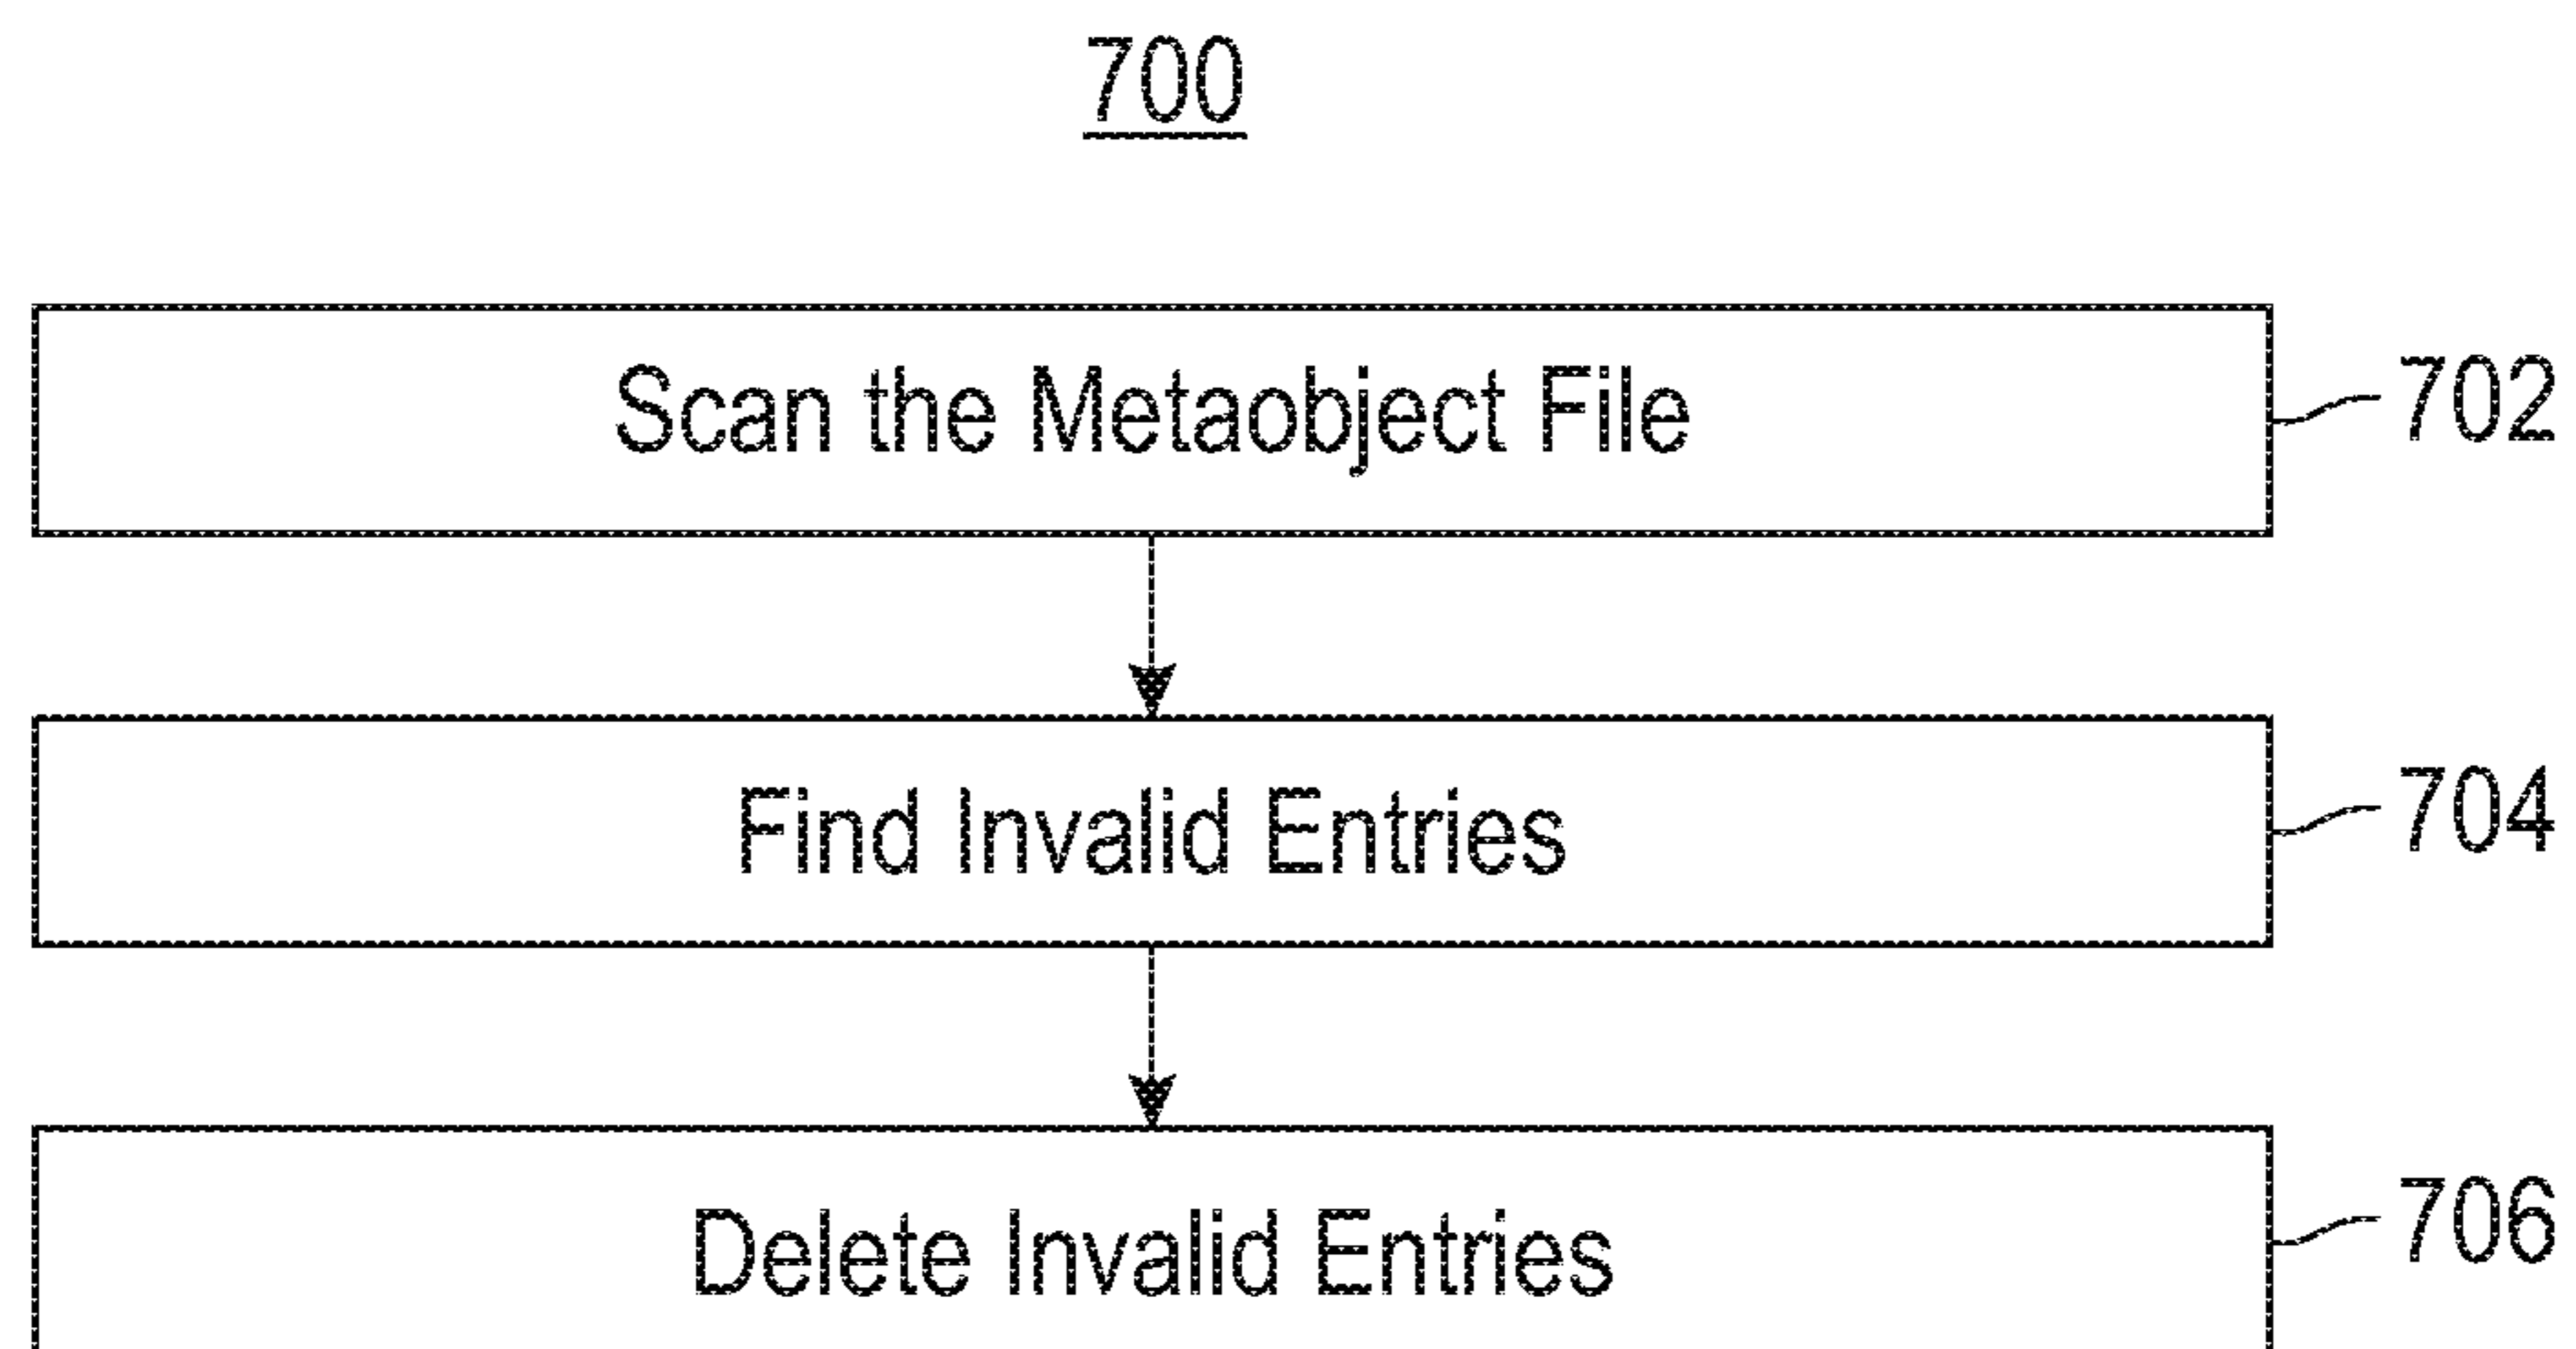 700
Scan the Metaobject File
702
Find Invalid Entries
704
Delete Invalid Entries
706